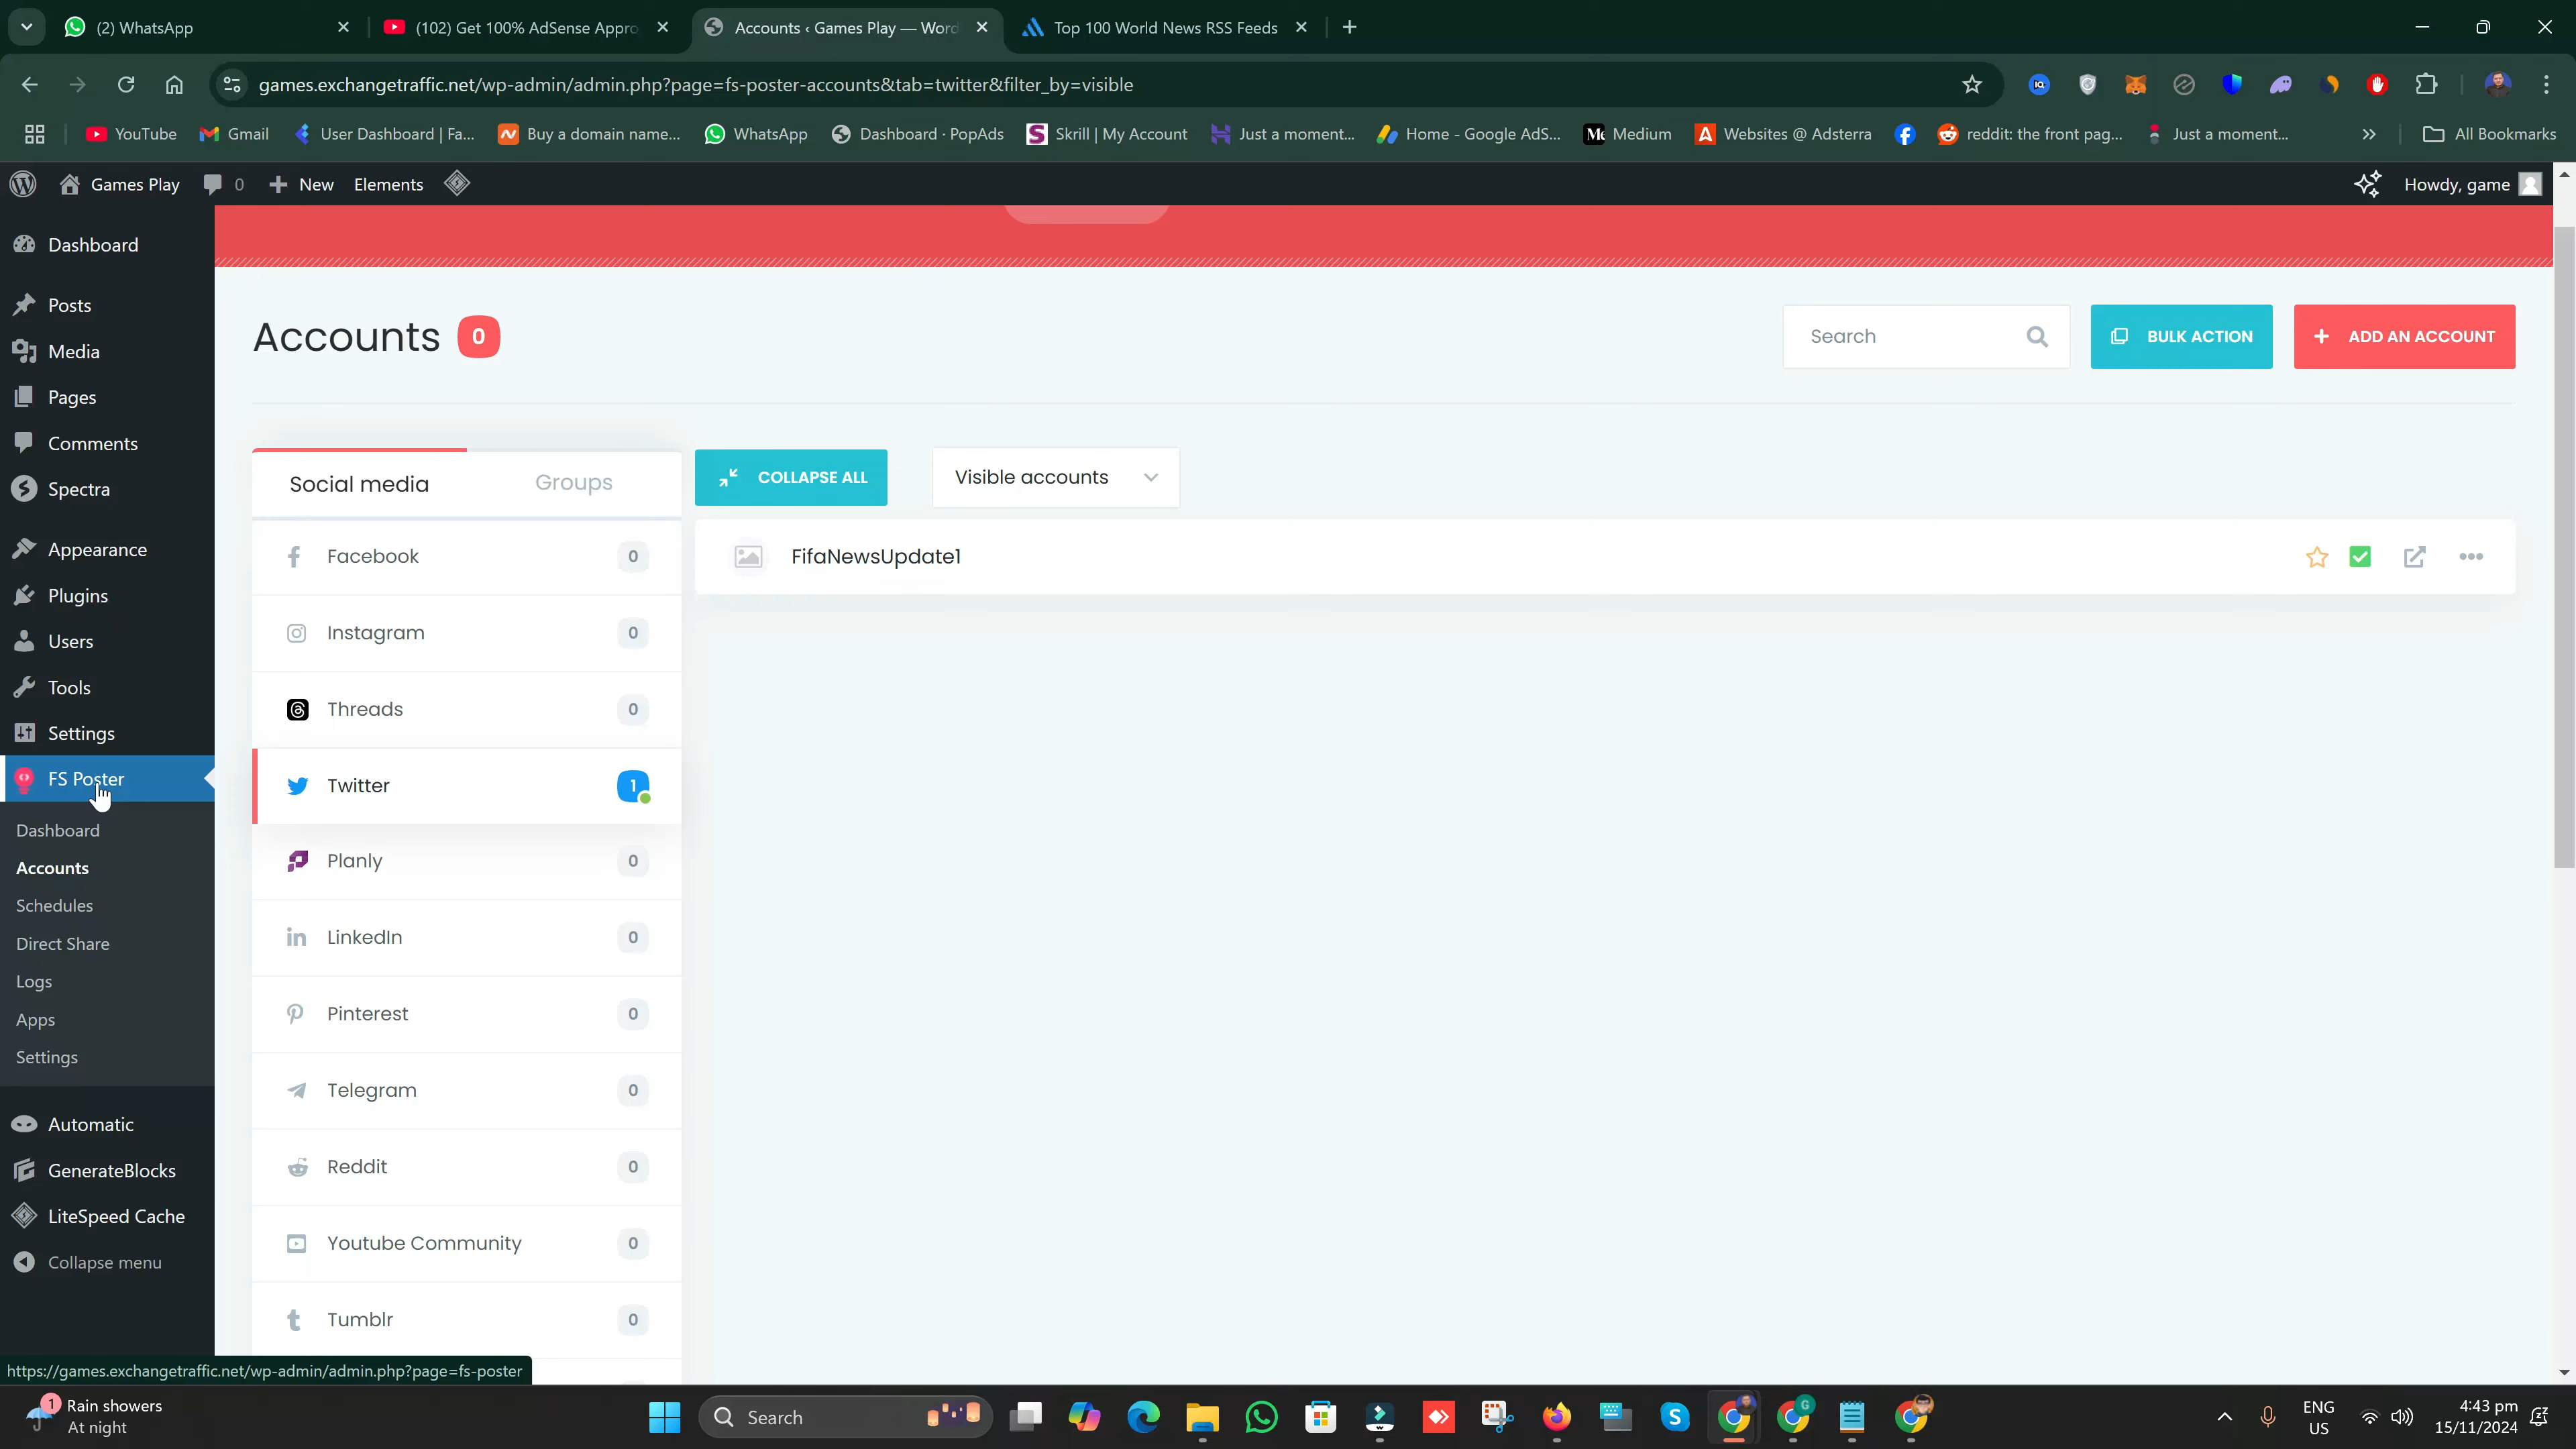 (2) WhatsApp
(102) Get 100% AdSense Appro
Accounts ‹ Games Play — Word
Top 100 World News RSS Feeds
games.exchangetraffic.net/wp-admin/admin.php?page=fs-poster-accounts&tab=twitter&filter_by=visible
YouTube
Gmail
User Dashboard | Fa...
Buy a domain name...
WhatsApp
Dashboard · PopAds
Skrill | My Account
Just a moment...
Home - Google AdS...
Medium
Websites @ Adsterra
reddit: the front pag...
Just a moment...
All Bookmarks
Games Play
0
New
Elements
Howdy, game
Dashboard
Posts
Media
Pages
Comments
Spectra
Appearance
Plugins
Users
Tools
Settings
FS Poster
Dashboard
Accounts
Schedules
Direct Share
Logs
Apps
Settings
Automatic
GenerateBlocks
LiteSpeed Cache
Collapse menu
Accounts 0
Search
BULK ACTION
ADD AN ACCOUNT
Social media
Groups
COLLAPSE ALL
Visible accounts
Facebook 0
Instagram 0
Threads 0
Twitter 1
Planly 0
LinkedIn 0
Pinterest 0
Telegram 0
Reddit 0
Youtube Community 0
Tumblr 0
FifaNewsUpdate1
https://games.exchangetraffic.net/wp-admin/admin.php?page=fs-poster
1
Rain showers
At night
Search
ENG
US
4:43 pm
15/11/2024